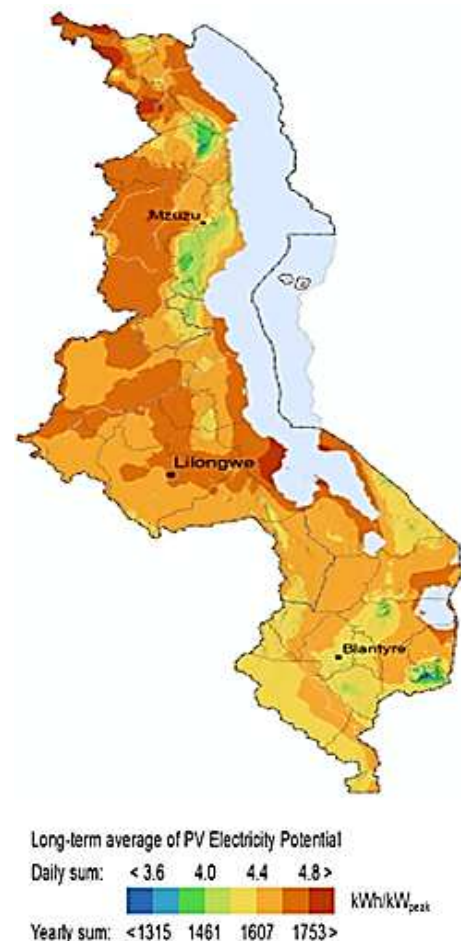 Mzuzu
Lilongwe
Blantyre
Long-term average of PV Electricity Potential
Daily sum: < 3.6 4.0 4.4 4.8 >
kWh/kWpeak
Yearly sum: <1315 1461 1607 1753>